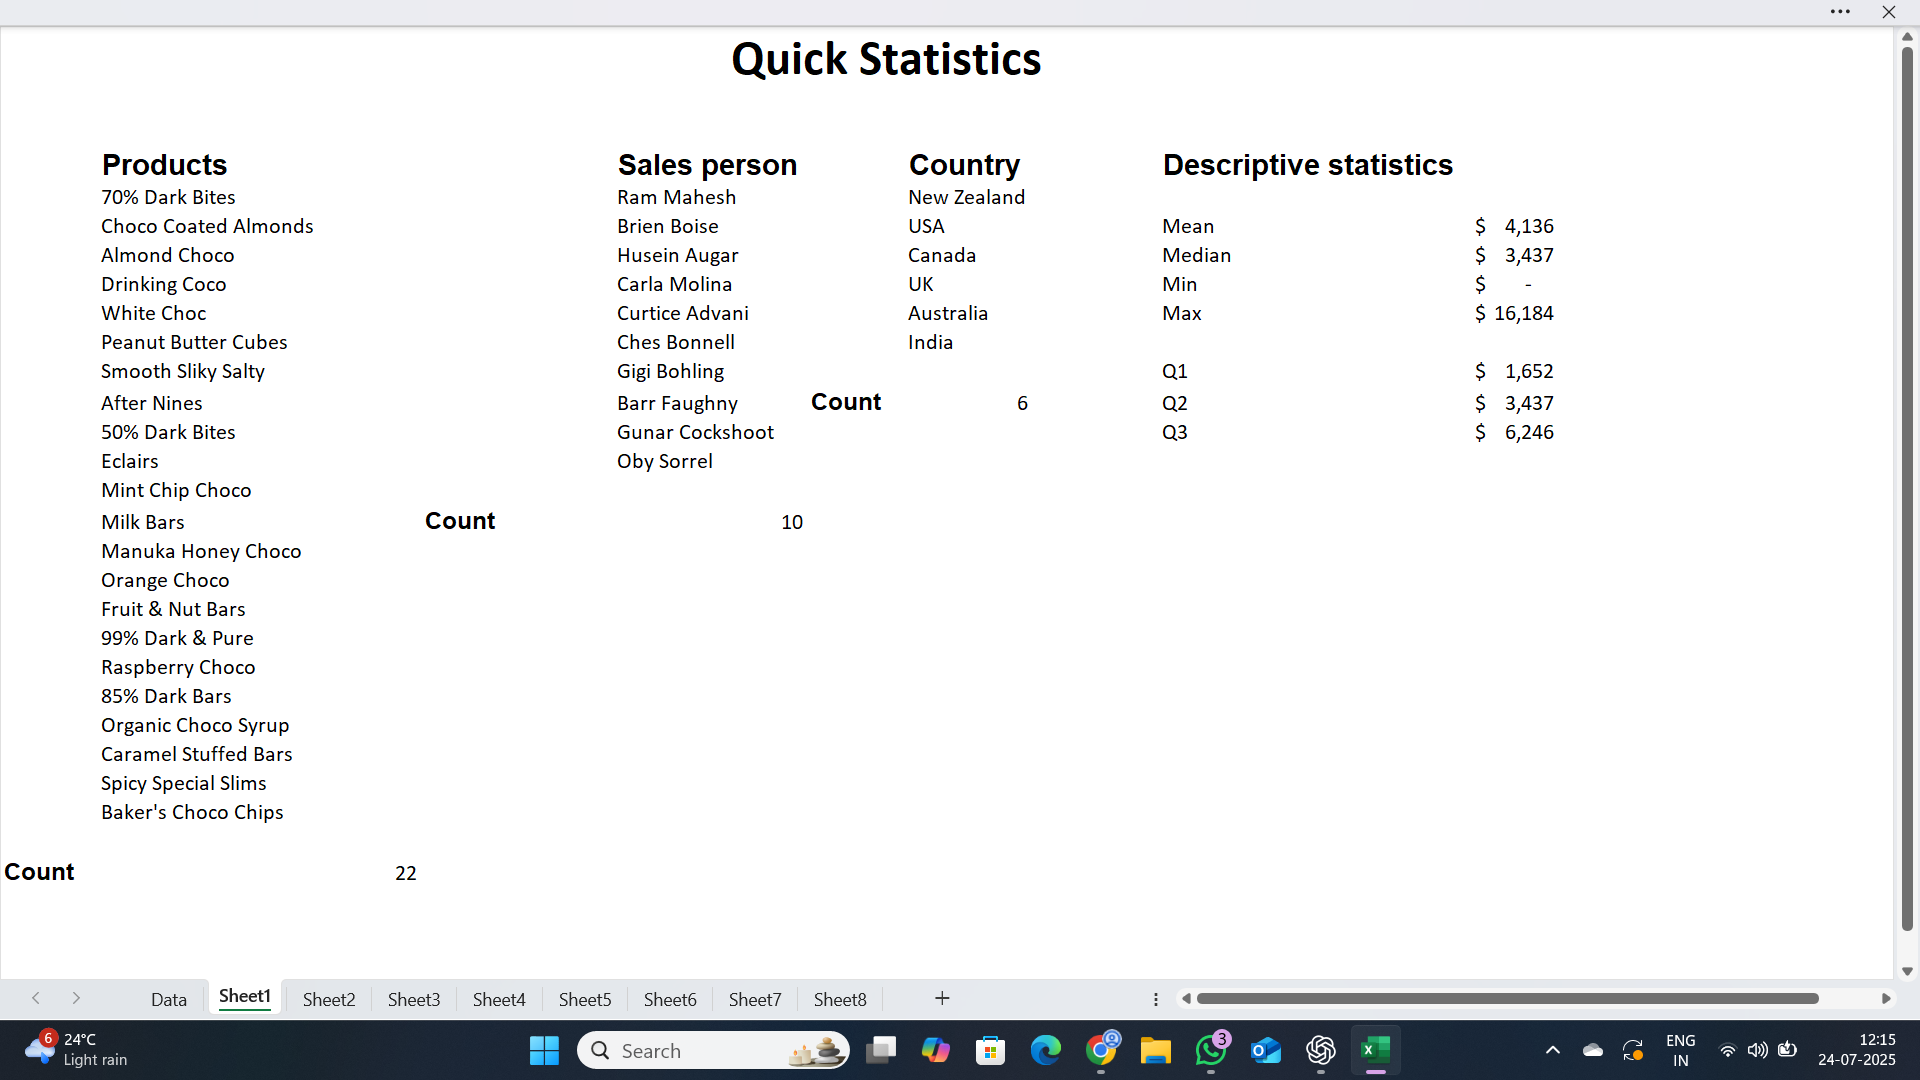 Quick Statistics
Products Sales person Country Descriptive statistics
70% Dark Bites Ram Mahesh New Zealand
Choco Coated Almonds Brien Boise USA Mean $ 4,136
Almond Choco Husein Augar Canada Median $ 3,437
Drinking Coco Carla Molina UK Min $ -
White Choc Curtice Advani Australia Max $ 16,184
Peanut Butter Cubes Ches Bonnell India
Smooth Sliky Salty Gigi Bohling Q1 $ 1,652
After Nines Barr Faughny Count 6 Q2 $ 3,437
50% Dark Bites Gunar Cockshoot Q3 $ 6,246
Eclairs Oby Sorrel
Mint Chip Choco
Milk Bars Count 10
Manuka Honey Choco
Orange Choco
Fruit & Nut Bars
99% Dark & Pure
Raspberry Choco
85% Dark Bars
Organic Choco Syrup
Caramel Stuffed Bars
Spicy Special Slims
Baker's Choco Chips
Count 22
Data Sheet1 Sheet2 Sheet3 Sheet4 Sheet5 Sheet6 Sheet7 Sheet8
6 24°C
Light rain
Search
3
ENG
IN
12:15
24-07-2025